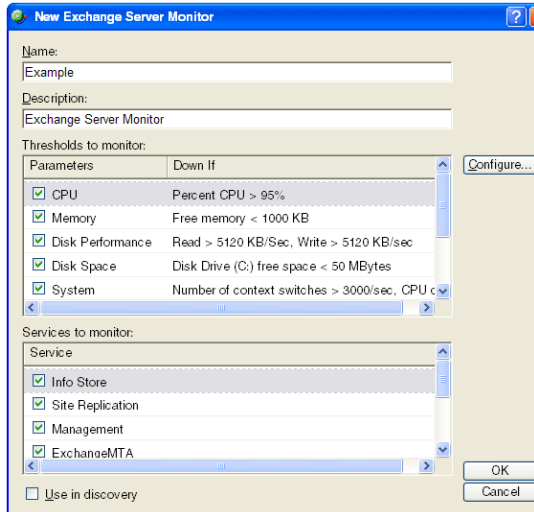 New Exchange Server Monitor
Name:
Example
Description:
Exchange Server Monitor
Thresholds to monitor:
Parameters Down If
Configure...
CPU Percent CPU > 95%
Memory Free memory < 1000 KB
Disk Performance Read > 5120 KB/Sec, Write > 5120 KB/sec
Disk Space Disk Drive (C:) free space < 50 MBytes
System Number of context switches > 3000/sec, CPU
Services to monitor:
Service
Info Store
Site Replication
Management
ExchangeMTA
OK
Use in discovery
Cancel